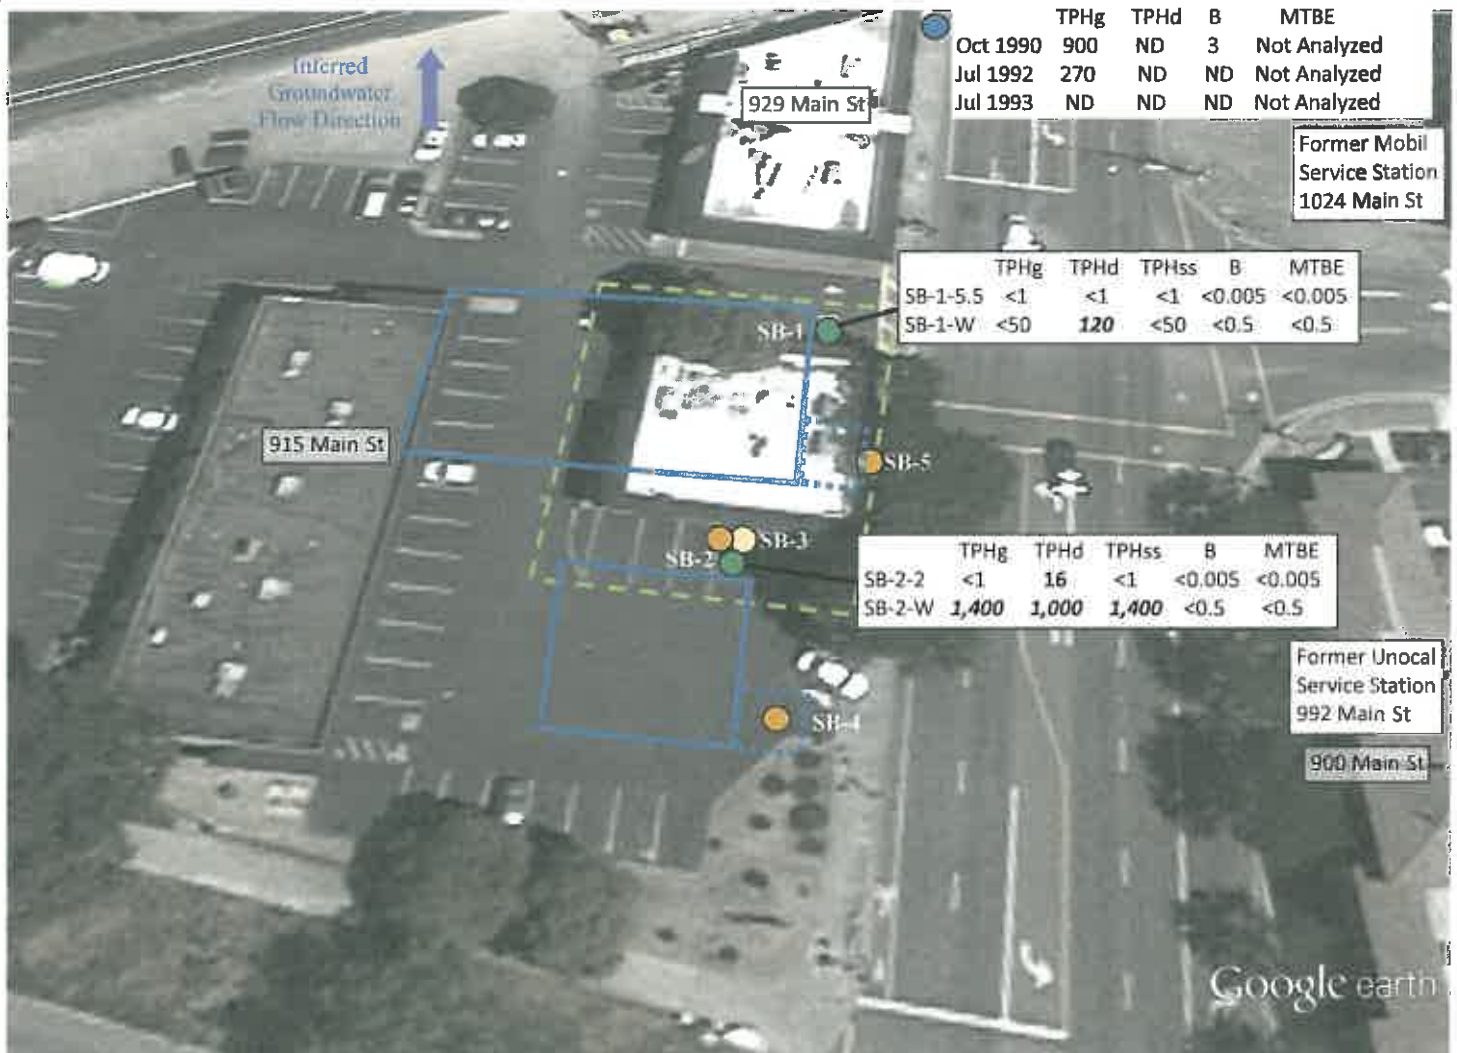 TPHg TPHd B MTBE
Oct 1990 900 ND 3 Not Analyzed
Jul 1992 270 ND ND Not Analyzed
Jul 1993 ND ND ND Not Analyzed
Inferred
Groundwater
Flow Direction
929 Main St
Former Mobil
Service Station
1024 Main St
TPHg TPHd TPHss B MTBE
SB-1-5.5 <1 <1 <1 <0.005 <0.005
SB-1-W <50 120 <50 <0.5 <0.5
SB-1
915 Main St
SB-5
SB-3
SB-2
TPHg TPHd TPHss B MTBE
SB-2-2 <1 16 <1 <0.005 <0.005
SB-2-W 1,400 1,000 1,400 <0.5 <0.5
Former Unocal
Service Station
992 Main St
SB-4
900 Main St
Google earth